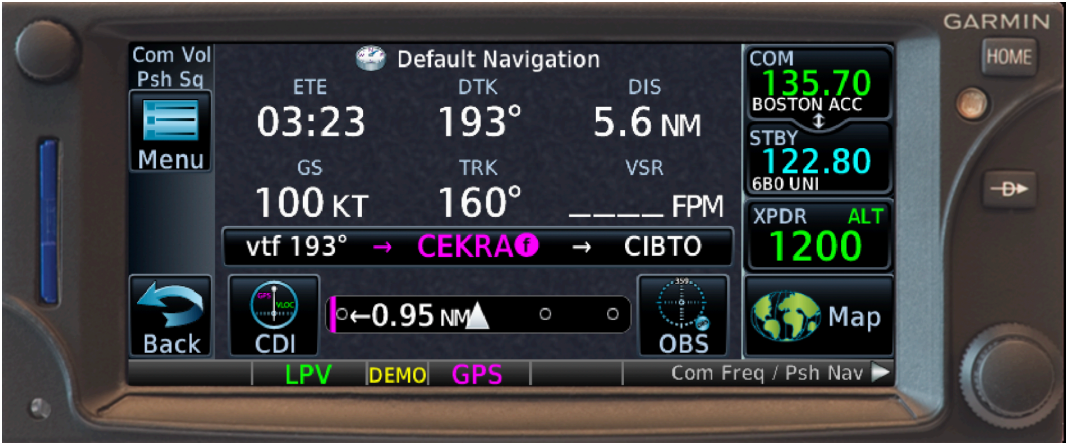 GARMIN
HOME
Com Vol
Psh Sq
Menu
Back
Default Navigation
ETE
DTK
DIS
03:23
193°
5.6 NM
GS
TRK
VSR
100 KT
160°
____ FPM
vtf 193° → CEKRA f → CIBTO
GPS
VLOC
CDI
←0.95 NM
359
OBS
COM
135.70
BOSTON ACC
STBY
122.80
6B0 UNI
XPDR ALT
1200
Map
LPV DEMO GPS Com Freq / Psh Nav
D